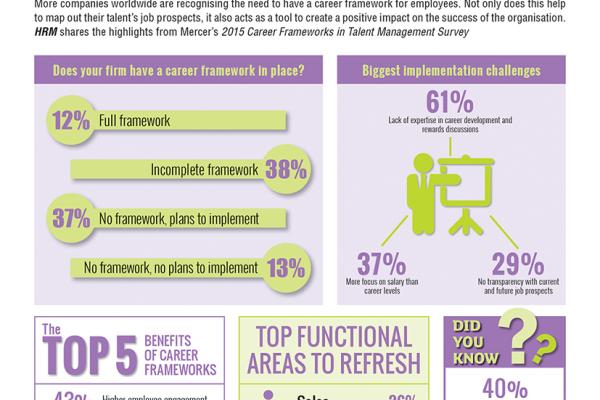 More companies worldwide are recognising the need to have a career framework for employees. Not only does this help
to map out their talent's job prospects, it also acts as a tool to create a positive impact on the success of the organisation.
HRM shares the highlights from Mercer's 2015 Career Frameworks in Talent Management Survey
Does your firm have a career framework in place?
12% Full framework
Incomplete framework 38%
37% No framework, plans to implement
No framework, no plans to implement 13%
Biggest implementation challenges
61%
Lack of expertise in career development and
rewards discussions
37%
More focus on salary than
career levels
29%
No transparency with current
and future job prospects
The
TOP 5
BENEFITS
OF CAREER
FRAMEWORKS
43% Higher employee engagement
TOP FUNCTIONAL
AREAS TO REFRESH
Sales 26%
DID
YOU
KNOW
??
40%